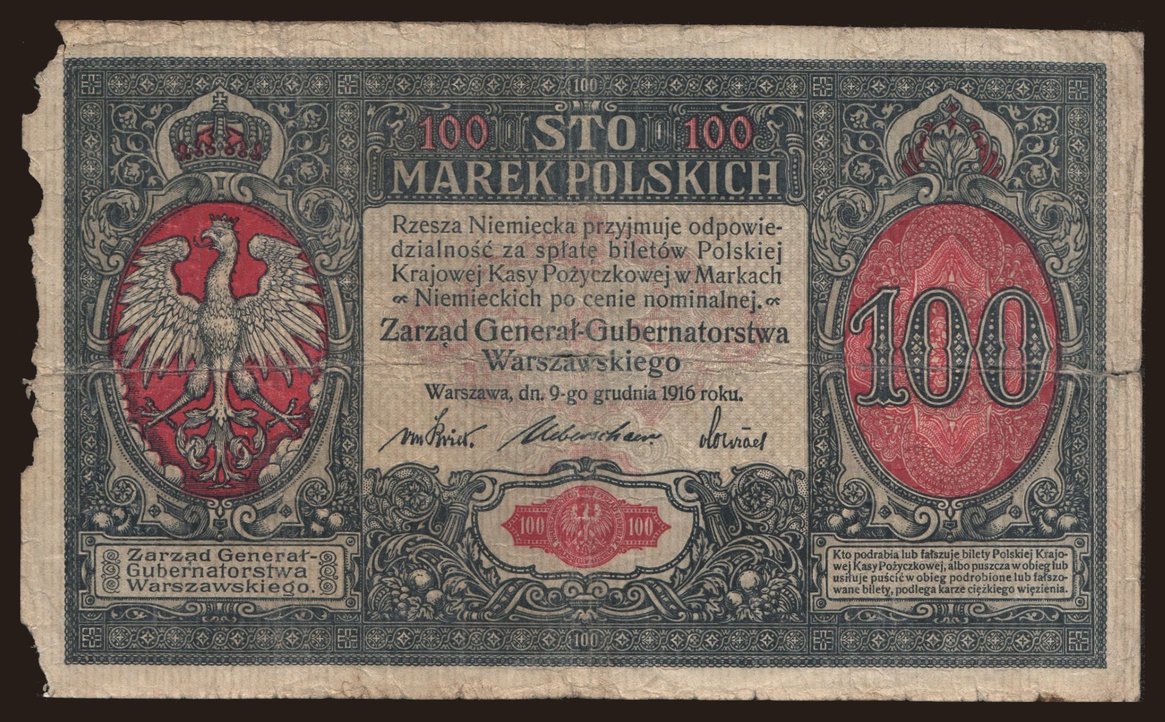 100
100 STO 100
MAREK POLSKICH
Rzesza Niemiecka przyjmuje odpowie-
dzialność za spłatę biletów Polskiej
Krajowej Kasy Pożyczkowej w Markach
Niemieckich po cenie nominalnej.
Zarząd Generał-Gubernatorstwa
Warszawskiego
Warszawa, dn. 9-go grudnia 1916 roku.
100
100 100
Zarząd Generał-
Gubernatorstwa
Warszawskiego.
Kto podrabia lub fałszuje bilety Polskiej Krajo-
wej Kasy Pożyczkowej, albo puszcza w obieg lub
usiłuje puścić w obieg podrobione lub fałszo-
wane bilety, podlega karze ciężkiego więzienia.
100